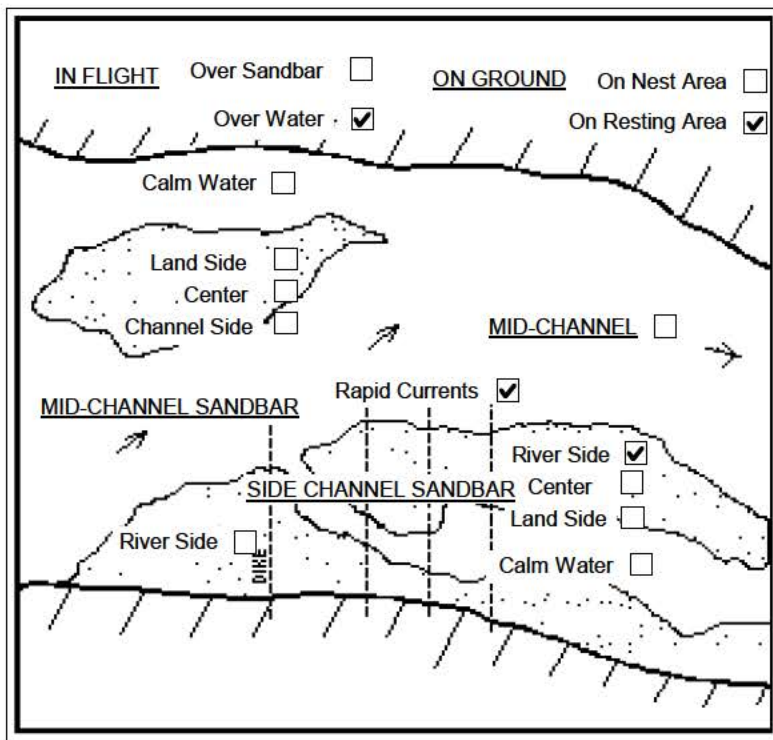 IN FLIGHT Over Sandbar ON GROUND On Nest Area
Over Water On Resting Area
Calm Water
Land Side
Center
Channel Side
MID-CHANNEL
Rapid Currents
MID-CHANNEL SANDBAR
River Side
SIDE CHANNEL SANDBAR Center
Land Side
River Side
DIKE
Calm Water